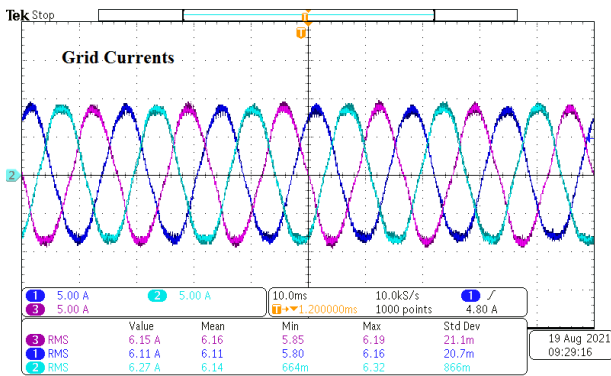 Tek Stop
T
T
Grid Currents
2
1 5.00 A 2 5.00 A
3 5.00 A
10.0ms 10.0kS/s 1
T→▼1.200000ms 1000 points 4.80 A
Value Mean Min Max Std Dev
3 RMS 6.15 A 6.16 5.85 6.19 21.1m
1 RMS 6.11 A 6.11 5.80 6.16 20.7m
2 RMS 6.27 A 6.14 664m 6.32 866m
19 Aug 2021
09:29:16